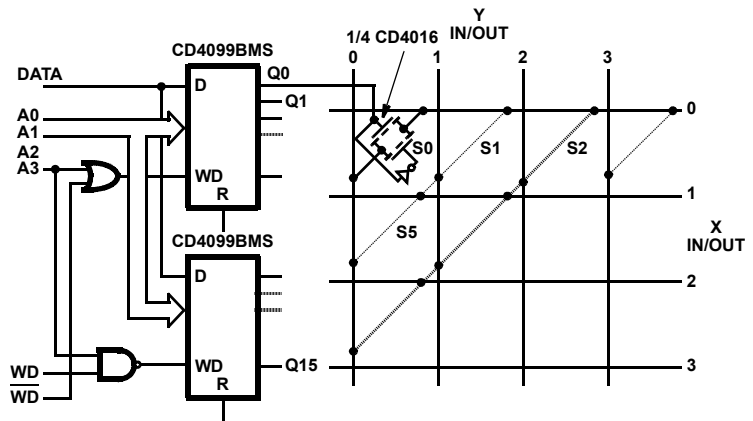 Y
IN/OUT
1/4 CD4016
0 1 2 3
CD4099BMS
DATA
D
Q0
Q1
A0
A1
A2
A3
WD
R
S0
S1
S2
0
1
X
IN/OUT
CD4099BMS
D
S5
2
WD
WD
WD
R
Q15
3